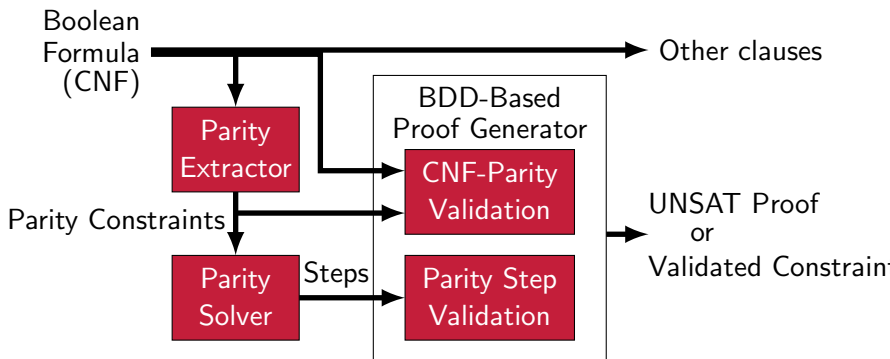 Boolean
Formula
(CNF)
Other clauses
BDD-Based
Proof Generator
Parity
Extractor
CNF-Parity
Validation
Parity Constraints
UNSAT Proof
or
Validated Constraint
Parity
Solver
Steps
Parity Step
Validation